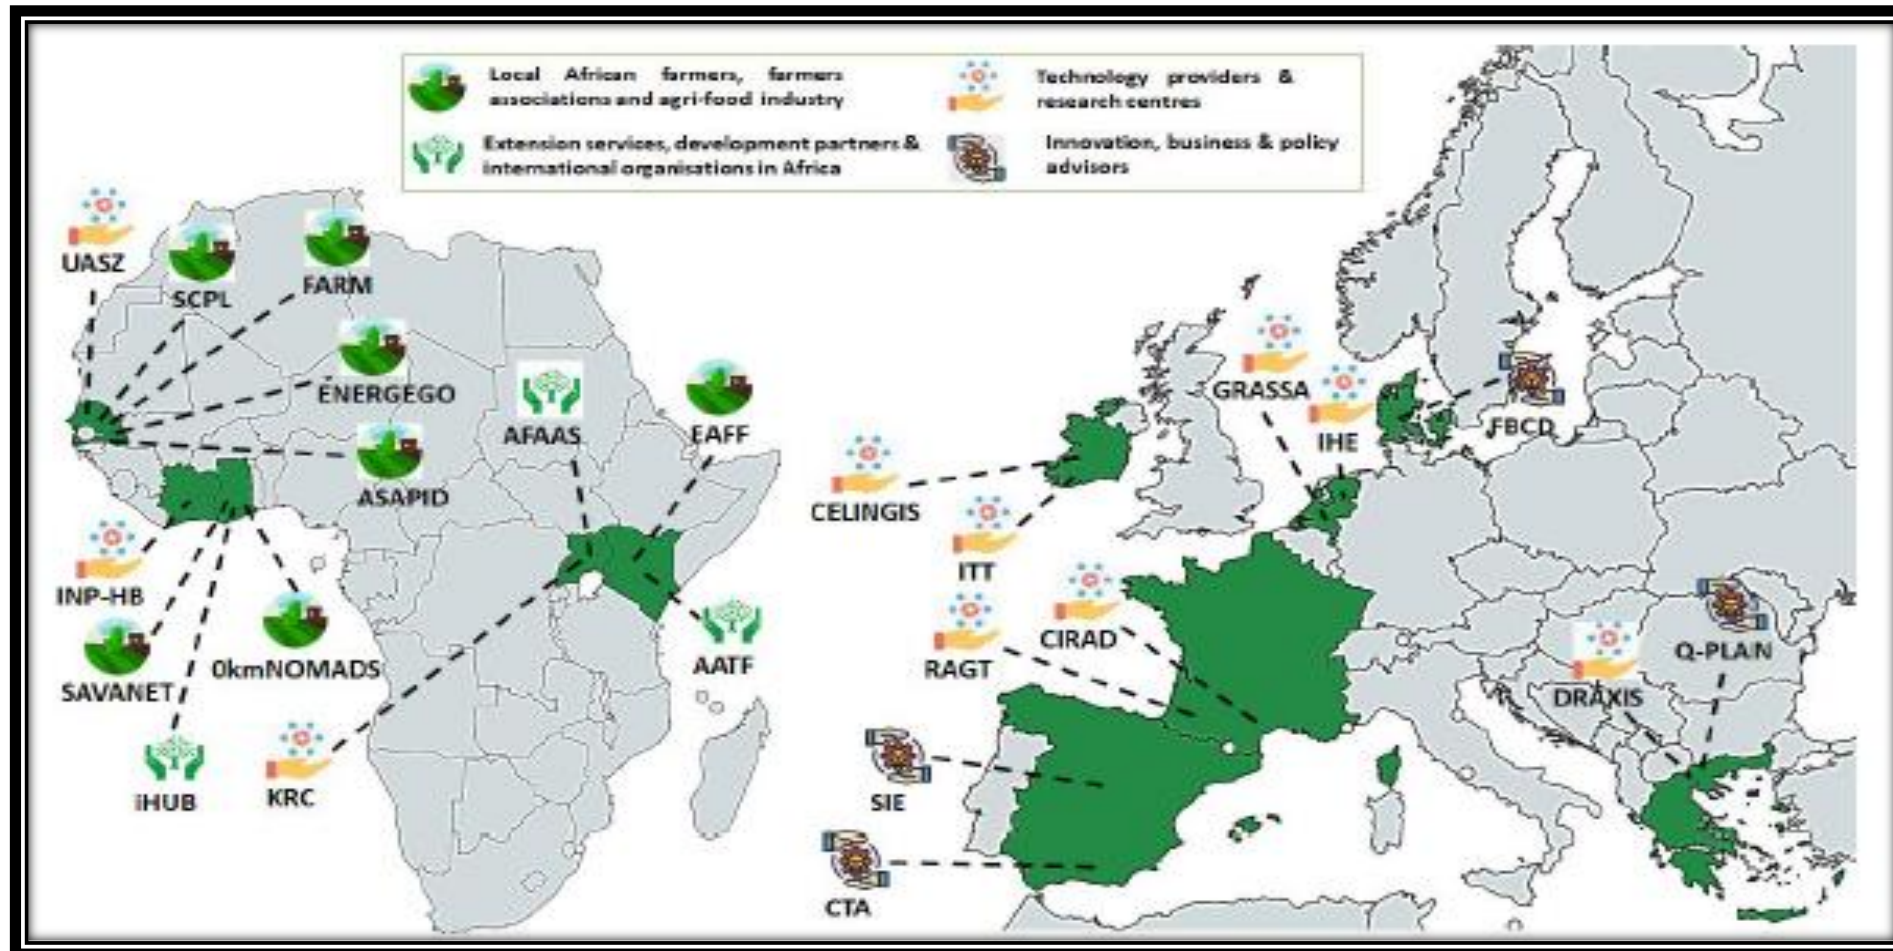 Local African farmers, farmers
associations and agri-food industry
Technology providers &
research centres
Extension services, development partners &
international organisations in Africa
Innovation, business & policy
advisors
UASZ
SCPL
FARM
ENERGEGO
AFAAS
EAFF
ASAPID
INP-HB
SAVANET
0kmNOMADS
AATF
iHUB
KRC
GRASSA
IHE
FBCD
CELINGIS
ITT
CIRAD
RAGT
Q-PLAN
DRAXIS
SIE
CTA